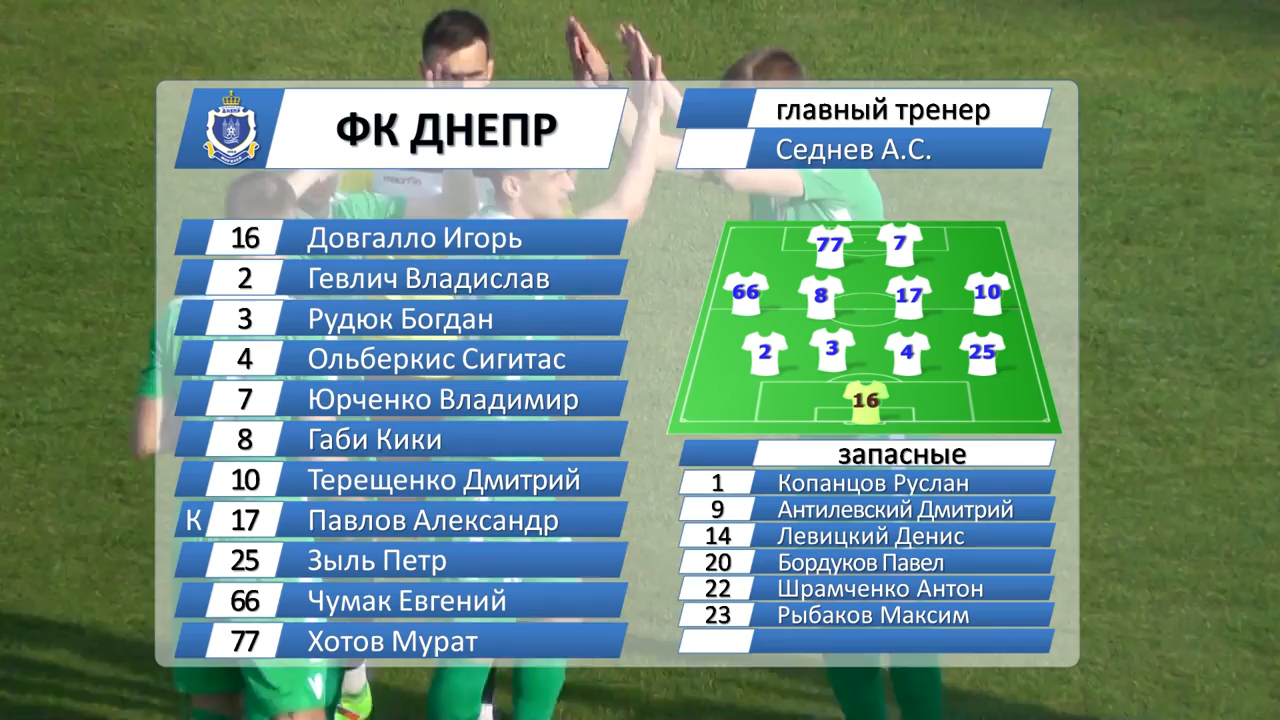 ДНЕПР
ФК ДНЕПР
главный тренер
Седнев А.С.
16 Довгалло Игорь
2 Гевлич Владислав
3 Рудюк Богдан
4 Ольберкис Сигитас
7 Юрченко Владимир
8 Габи Кики
10 Терещенко Дмитрий
К 17 Павлов Александр
25 Зыль Петр
66 Чумак Евгений
77 Хотов Мурат
77 7
66 8 17 10
2 3 4 25
16
запасные
1 Копанцов Руслан
9 Антилевский Дмитрий
14 Левицкий Денис
20 Бордуков Павел
22 Шрамченко Антон
23 Рыбаков Максим
macron